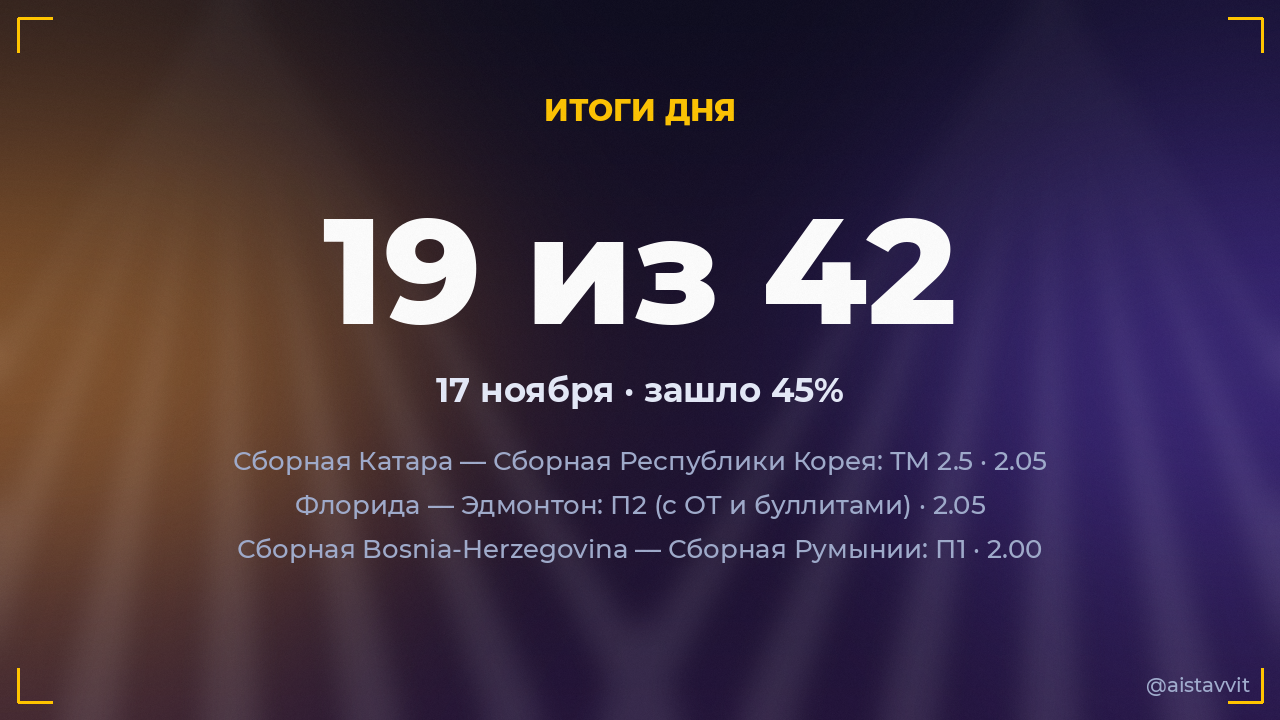 ИТОГИ ДНЯ
19 из 42
17 ноября · зашло 45%
Сборная Катара — Сборная Республики Корея: ТМ 2.5 · 2.05
Флорида — Эдмонтон: П2 (с ОТ и буллитами) · 2.05
Сборная Bosnia-Herzegovina — Сборная Румынии: П1 · 2.00
@aistavvit